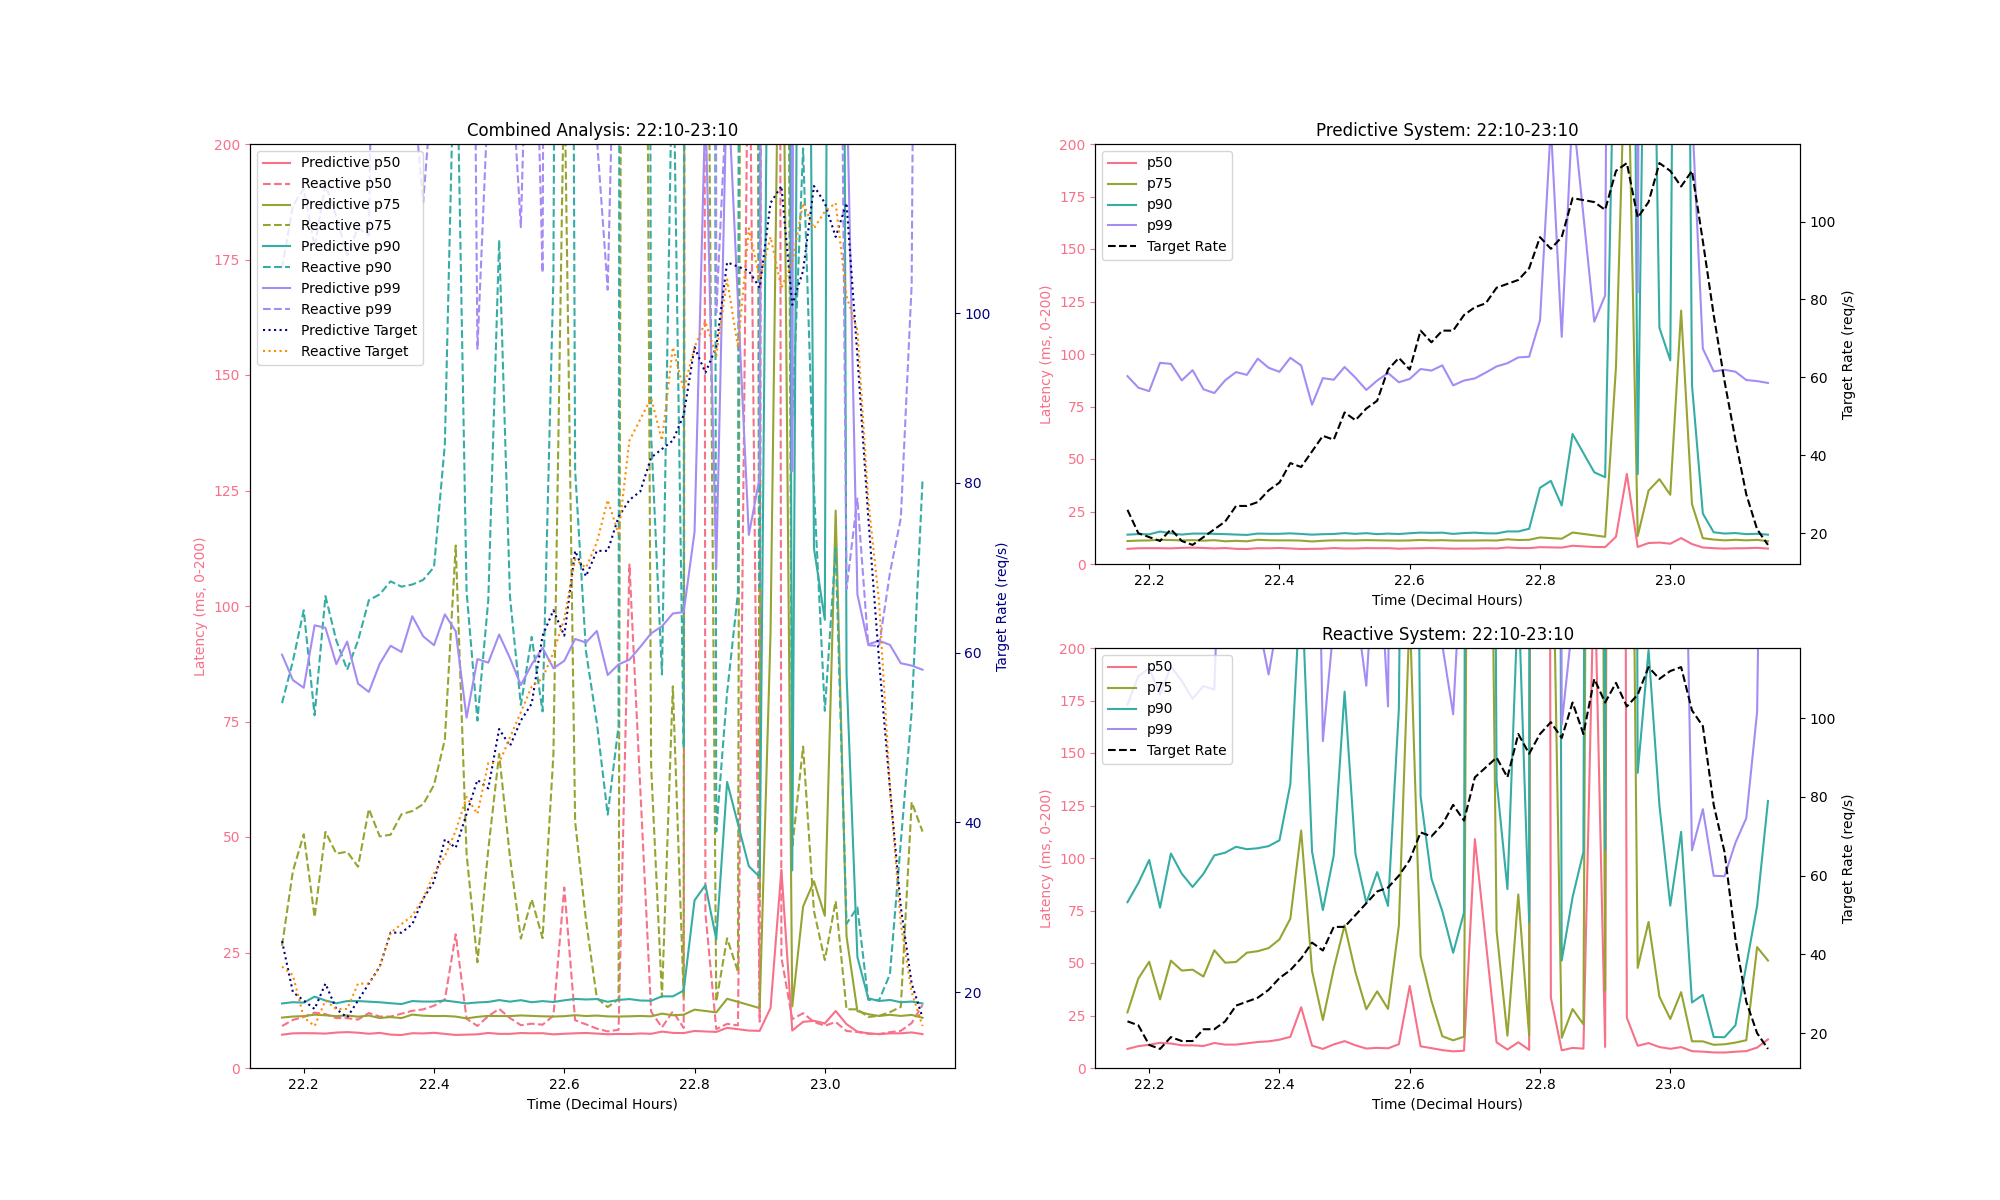 Combined Analysis: 22:10-23:10
200
175
150
125
100
75
50
25
0
Latency (ms, 0-200)
Predictive p50
Reactive p50
Predictive p75
Reactive p75
Predictive p90
Reactive p90
Predictive p99
Reactive p99
Predictive Target
Reactive Target
100
80
60
40
20
Target Rate (req/s)
22.2
22.4
22.6
22.8
23.0
Time (Decimal Hours)
Predictive System: 22:10-23:10
200
175
150
125
100
75
50
25
0
Latency (ms, 0-200)
p50
p75
p90
p99
Target Rate
100
80
60
40
20
Target Rate (req/s)
22.2
22.4
22.6
22.8
23.0
Time (Decimal Hours)
Reactive System: 22:10-23:10
200
175
150
125
100
75
50
25
0
Latency (ms, 0-200)
p50
p75
p90
p99
Target Rate
100
80
60
40
20
Target Rate (req/s)
22.2
22.4
22.6
22.8
23.0
Time (Decimal Hours)